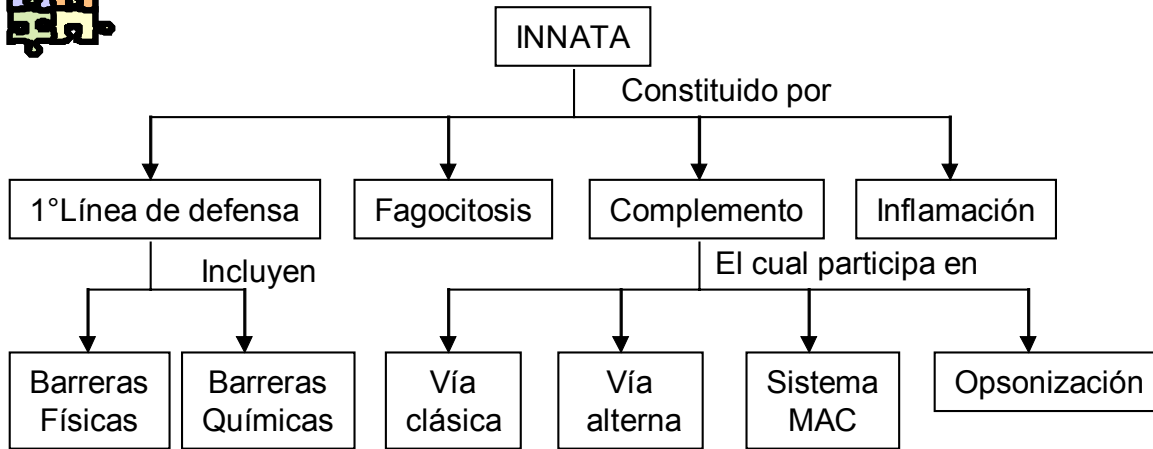 INNATA
Constituido por
1°Línea de defensa
Fagocitosis
Complemento
Inflamación
Incluyen
El cual participa en
Barreras
Físicas
Barreras
Químicas
Vía
clásica
Vía
alterna
Sistema
MAC
Opsonización